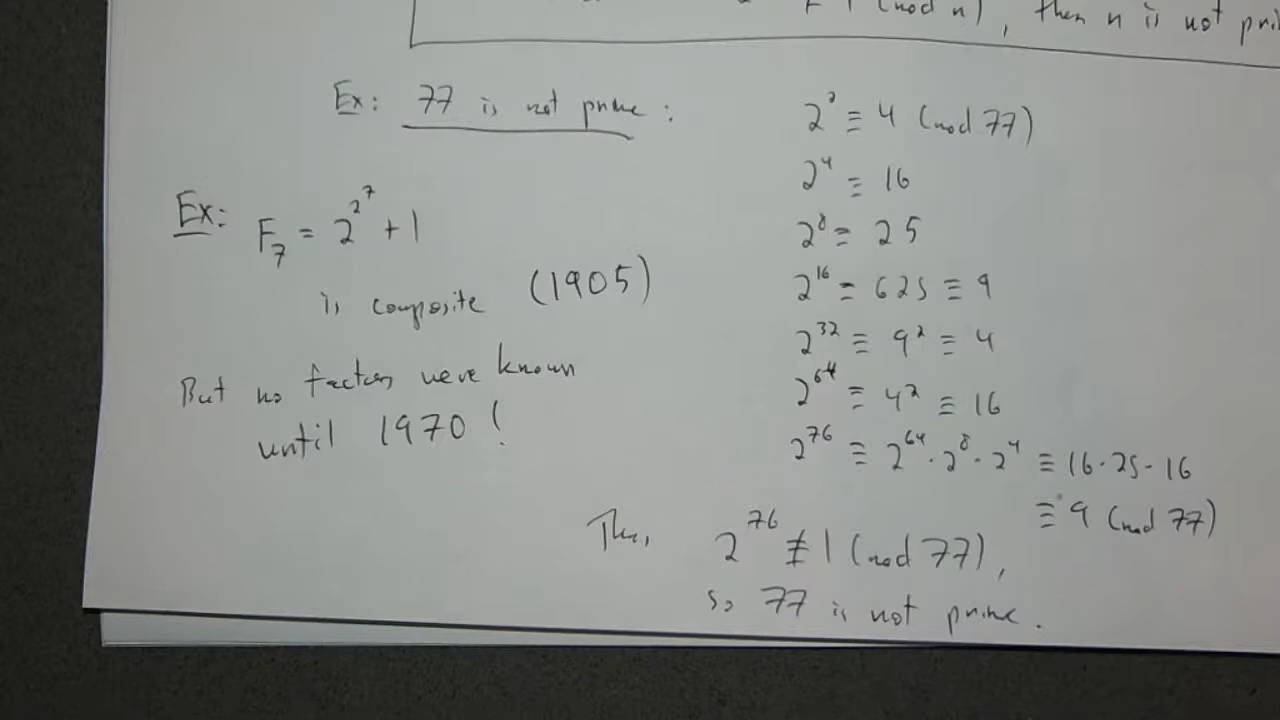 ≢ 1 (mod n), then n is not
Ex: 77 is not prime:
Ex: F₇ = 2^2^7 + 1
is composite (1905)
But no factors were known
until 1970!
2² ≡ 4 (mod 77)
2⁴ ≡ 16
2⁸ ≡ 25
2¹⁶ ≡ 625 ≡ 9
2³² ≡ 9² ≡ 4
2⁶⁴ ≡ 4² ≡ 16
2⁷⁶ ≡ 2⁶⁴ · 2⁸ · 2⁴ ≡ 16 · 25 · 16
≡ 9 (mod 77)
Thus, 2⁷⁶ ≢ 1 (mod 77),
so 77 is not prime.